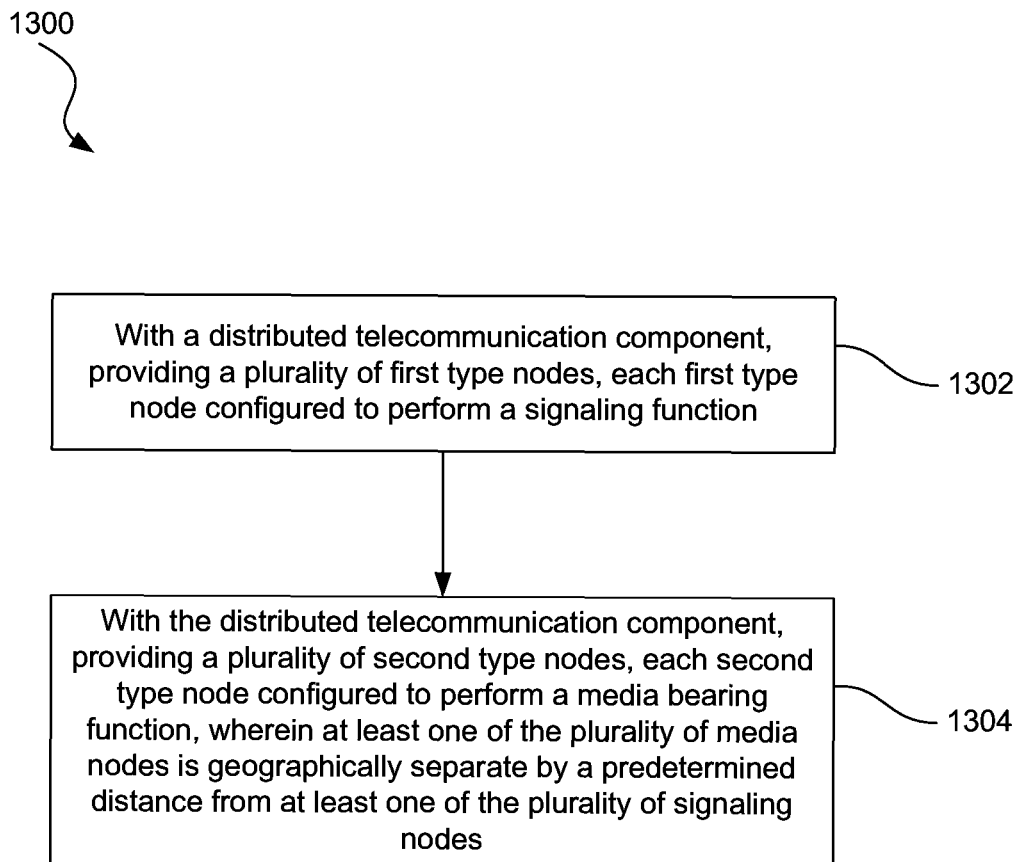 1300
With a distributed telecommunication component,
providing a plurality of first type nodes, each first type
node configured to perform a signaling function
1302
With the distributed telecommunication component,
providing a plurality of second type nodes, each second
type node configured to perform a media bearing
function, wherein at least one of the plurality of media
nodes is geographically separate by a predetermined
distance from at least one of the plurality of signaling
nodes
1304